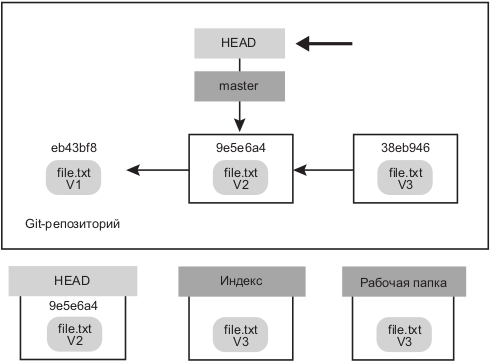 HEAD
master
eb43bf8
9e5e6a4
38eb946
file.txt
V1
file.txt
V2
file.txt
V3
Git-репозиторий
HEAD
Индекс
Рабочая папка
9e5e6a4
file.txt
V2
file.txt
V3
file.txt
V3